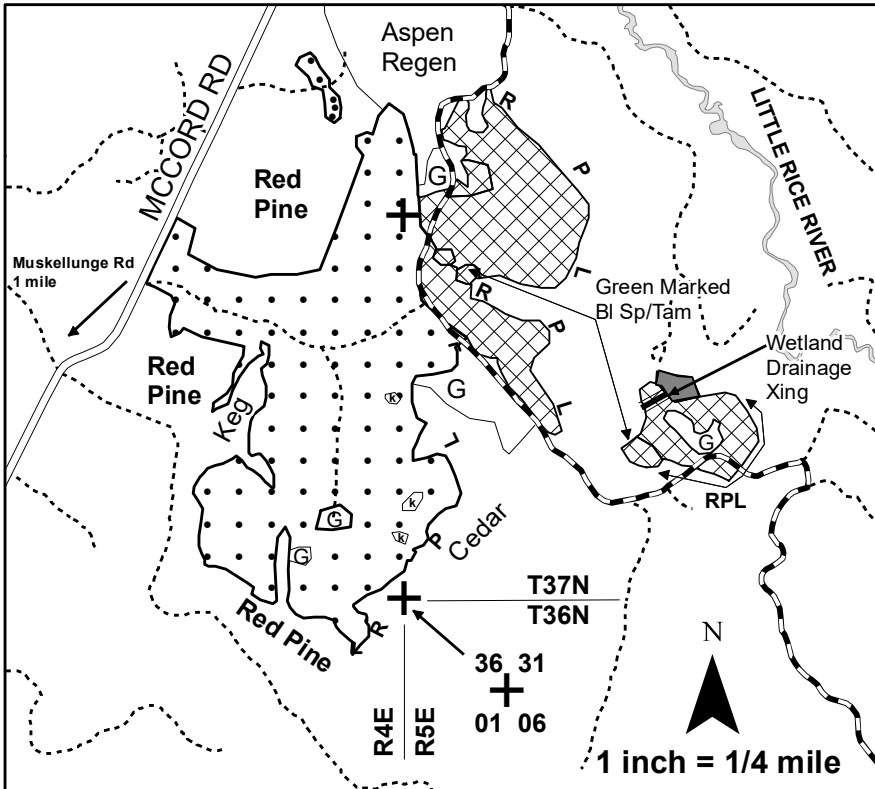 Aspen
Regen
MCCORD RD
LITTLE RICE RIVER
R
P
L
Red
Pine
G
Muskellunge Rd
1 mile
Green Marked
Bl Sp/Tam
R
P
L
Wetland
Drainage
Xing
Red
Pine
Keg
G
k
L
P
R
G
RPL
k
G
k
G
Cedar
Red Pine
T37N
T36N
36 31
01 06
R4E
R5E
N
1 inch = 1/4 mile